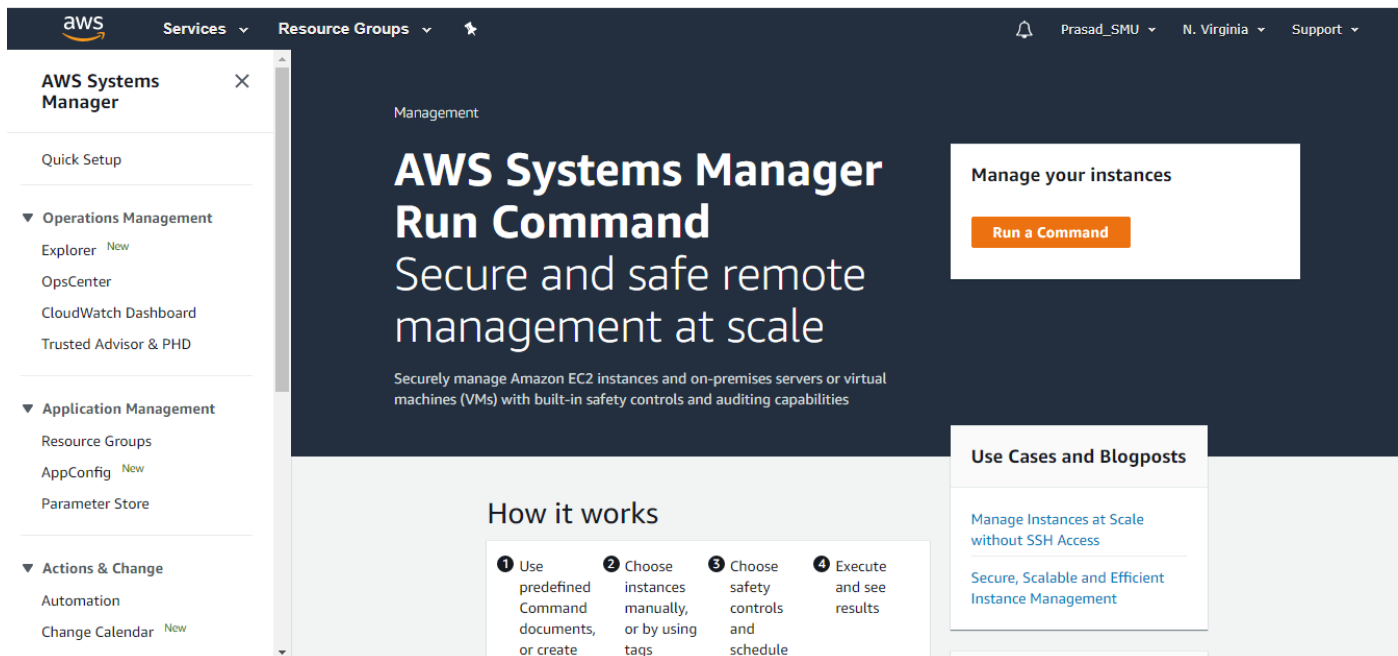 aws
Services
Resource Groups
Prasad_SMU
N. Virginia
Support
AWS Systems
Manager
Quick Setup
Operations Management
Explorer New
OpsCenter
CloudWatch Dashboard
Trusted Advisor & PHD
Application Management
Resource Groups
AppConfig New
Parameter Store
Actions & Change
Automation
Change Calendar New
Management
AWS Systems Manager
Run Command
Secure and safe remote
management at scale
Securely manage Amazon EC2 instances and on-premises servers or virtual
machines (VMs) with built-in safety controls and auditing capabilities
Manage your instances
Run a Command
How it works
1 Use
predefined
Command
documents,
or create
2 Choose
instances
manually,
or by using
tags
3 Choose
safety
controls
and
schedule
4 Execute
and see
results
Use Cases and Blogposts
Manage Instances at Scale
without SSH Access
Secure, Scalable and Efficient
Instance Management